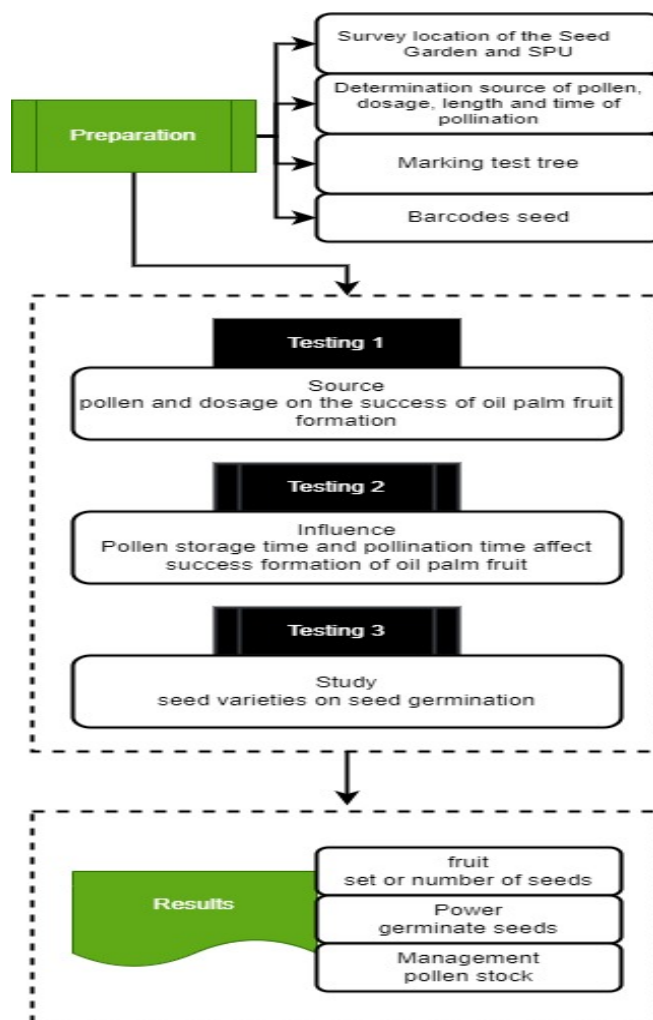 Survey location of the Seed
Garden and SPU
Preparation
Determination source of pollen,
dosage, length and time of
pollination
Marking test tree
Barcodes seed
Testing 1
Source
pollen and dosage on the success of oil palm fruit
formation
Testing 2
Influence
Pollen storage time and pollination time affect
success formation of oil palm fruit
Testing 3
Study
seed varieties on seed germination
Results
fruit
set or number of seeds
Power
germinate seeds
Management
pollen stock